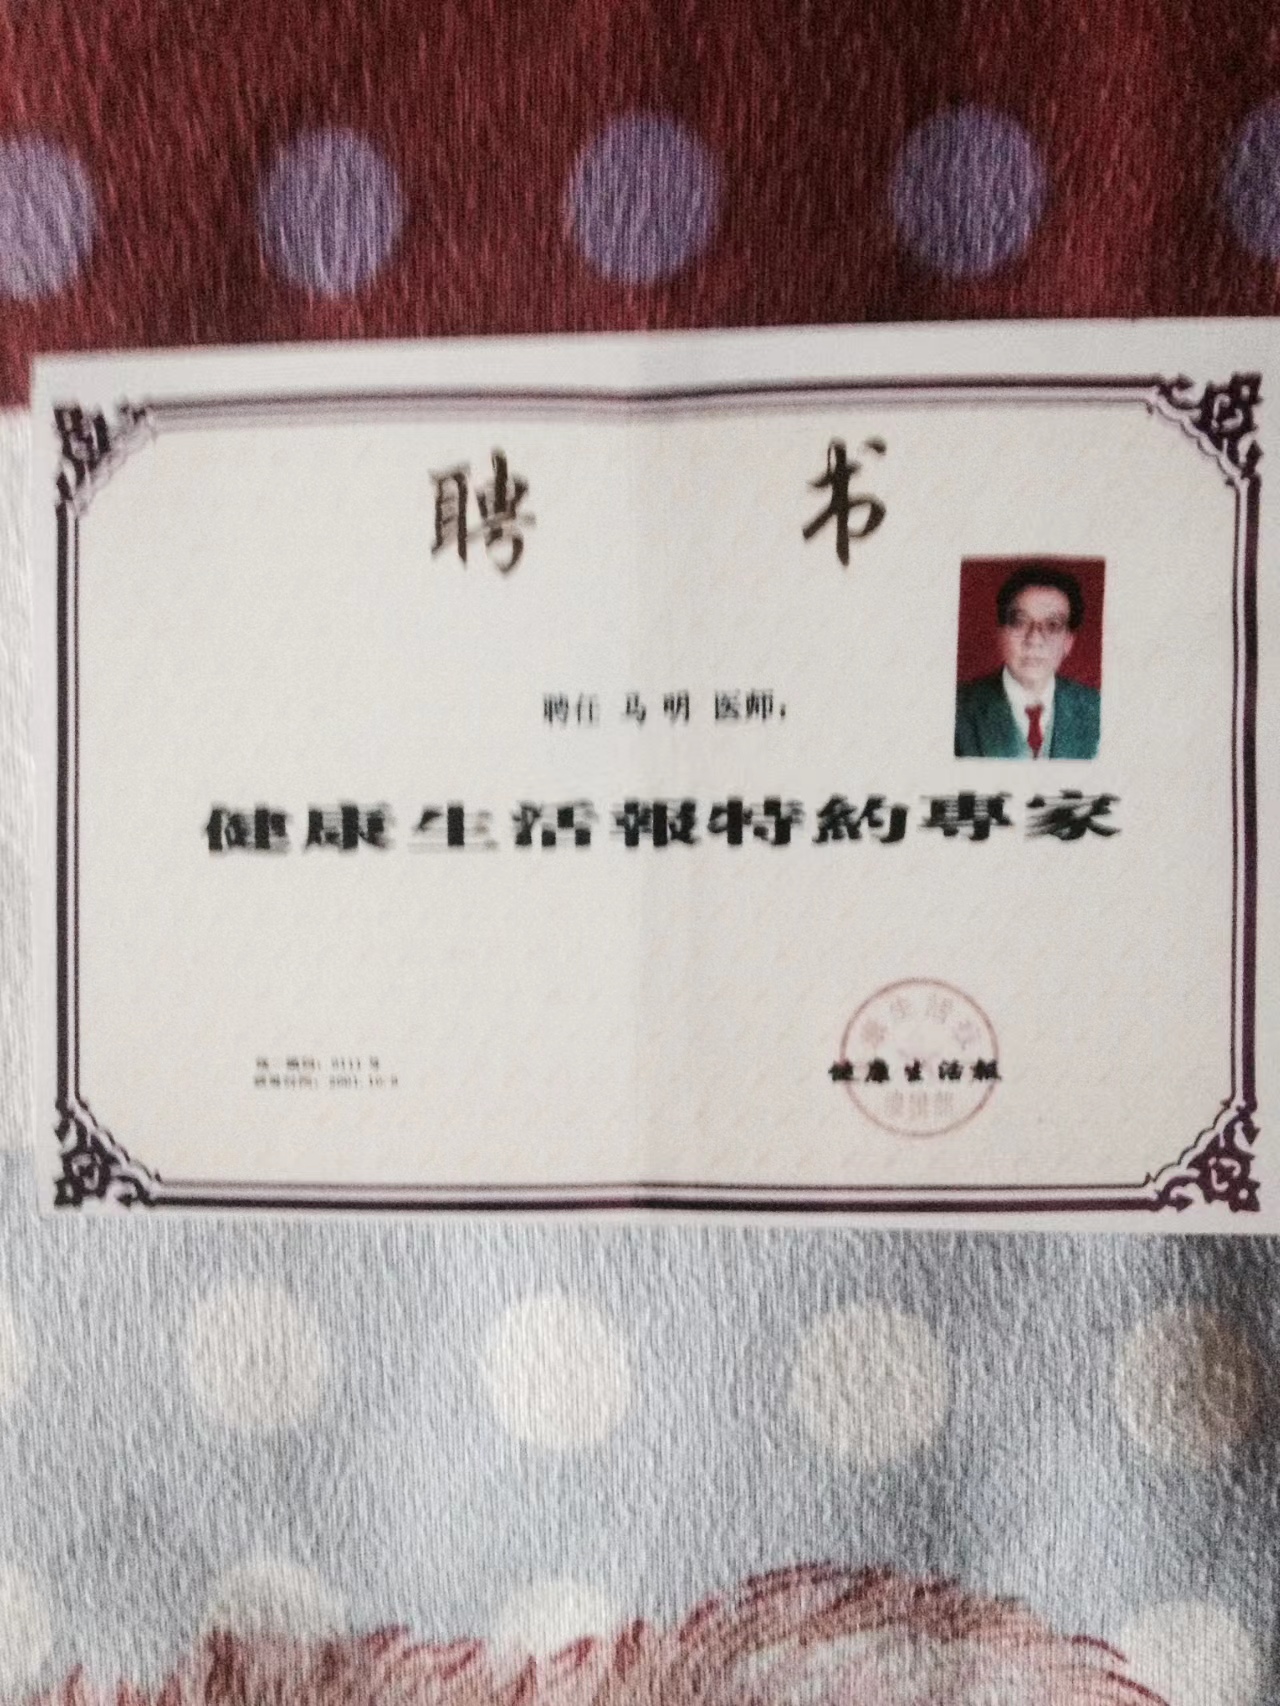 聘 书
聘任 马 明 医师：
健康生活報特約專家
健康生活報